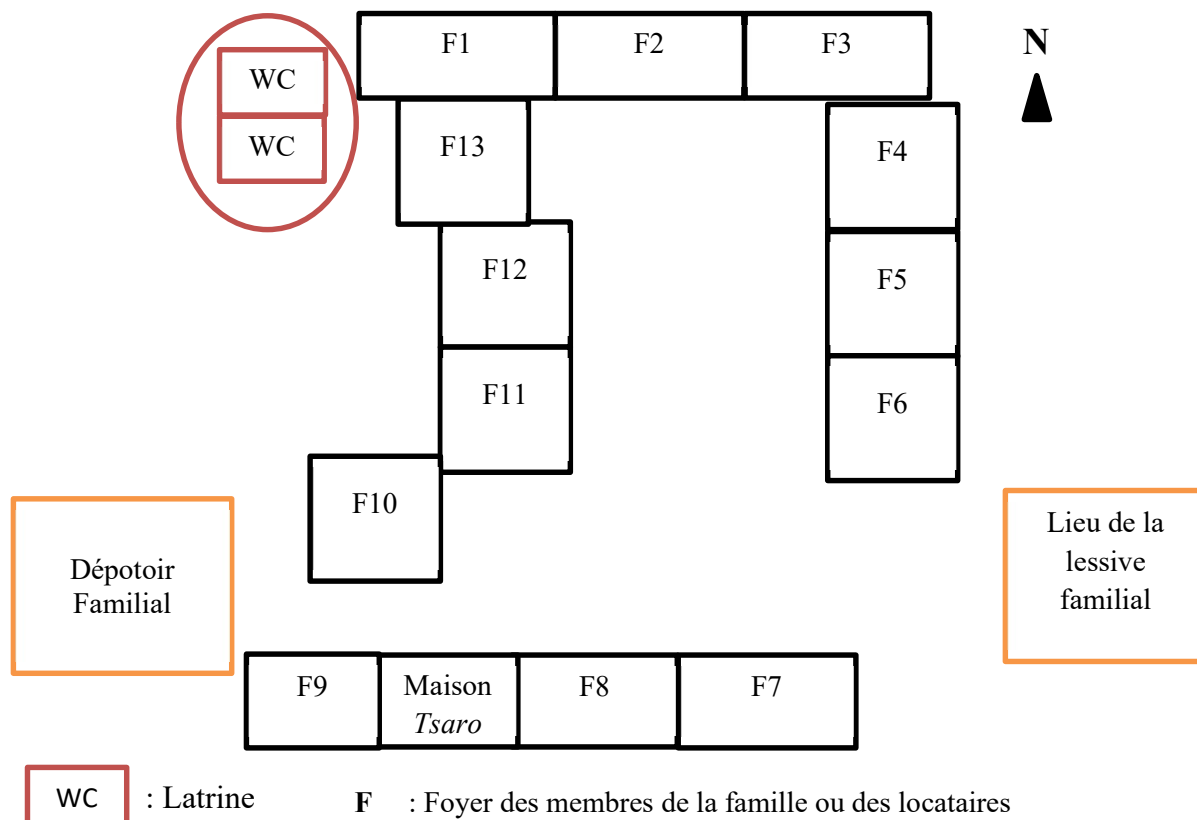 F1
F2
F3
N
WC
WC
F13
F4
F12
F5
F11
F6
F10
Dépotoir
Familial
Lieu de la
lessive
familial
F9
Maison
Tsaro
F8
F7
WC : Latrine
F : Foyer des membres de la famille ou des locataires